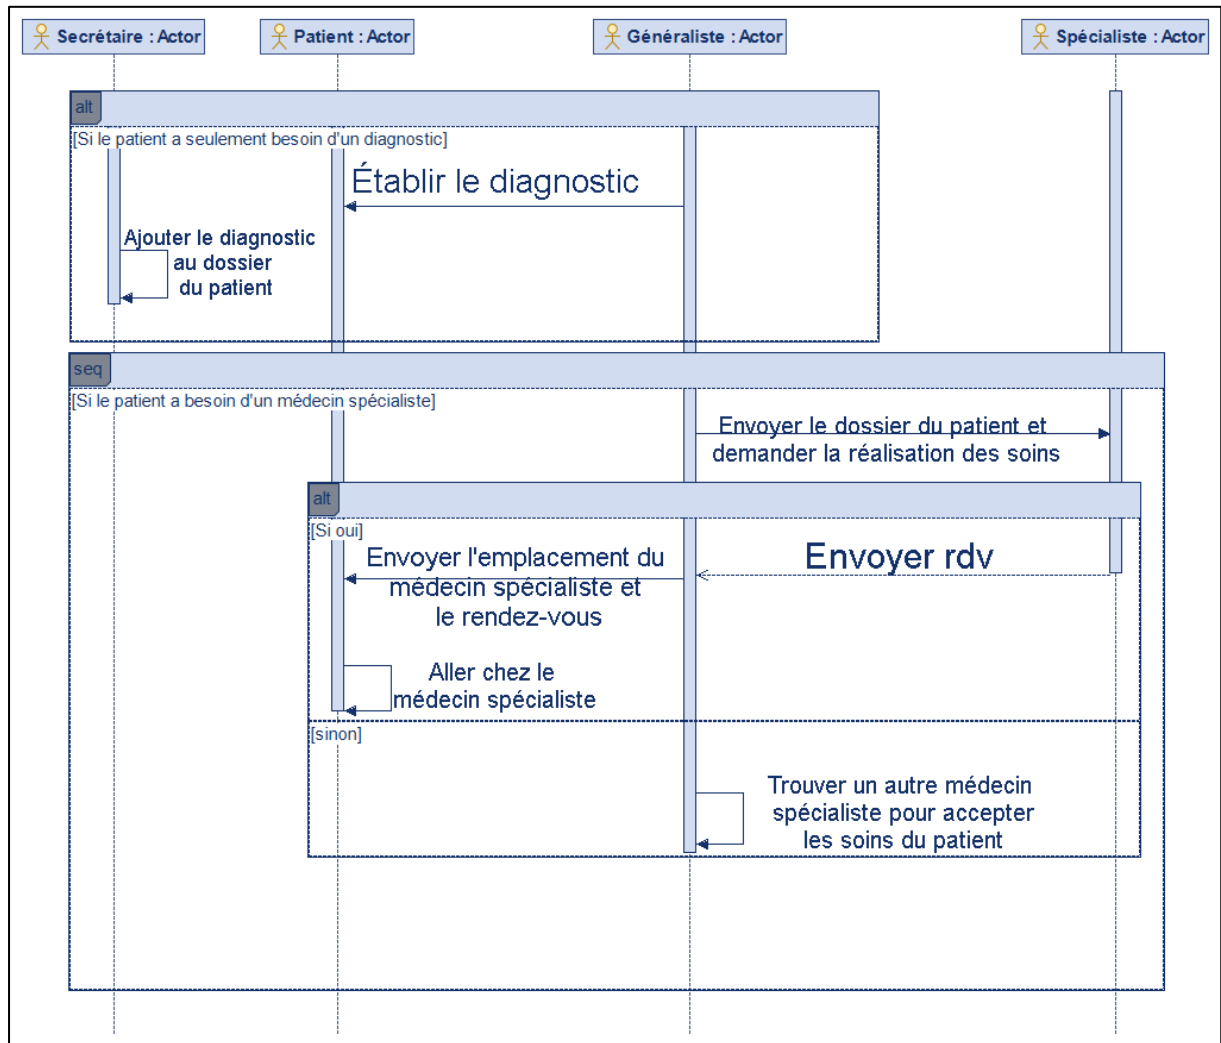 Secrétaire : Actor
Patient : Actor
Généraliste : Actor
Spécialiste : Actor
alt
[Si le patient a seulement besoin d'un diagnostic]
Établir le diagnostic
Ajouter le diagnostic
au dossier
du patient
seq
[Si le patient a besoin d'un médecin spécialiste]
Envoyer le dossier du patient et
demander la réalisation des soins
alt
[Si oui]
Envoyer l'emplacement du
médecin spécialiste et
le rendez-vous
Envoyer rdv
Aller chez le
médecin spécialiste
[sinon]
Trouver un autre médecin
spécialiste pour accepter
les soins du patient